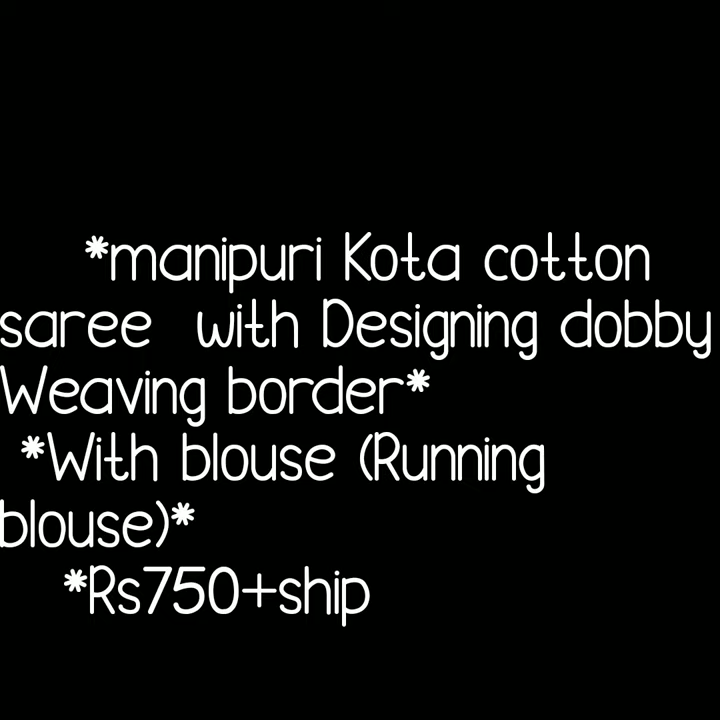 *manipuri Kota cotton
saree with Designing dobby
Weaving border*
*With blouse (Running
blouse)*
*Rs750+ship